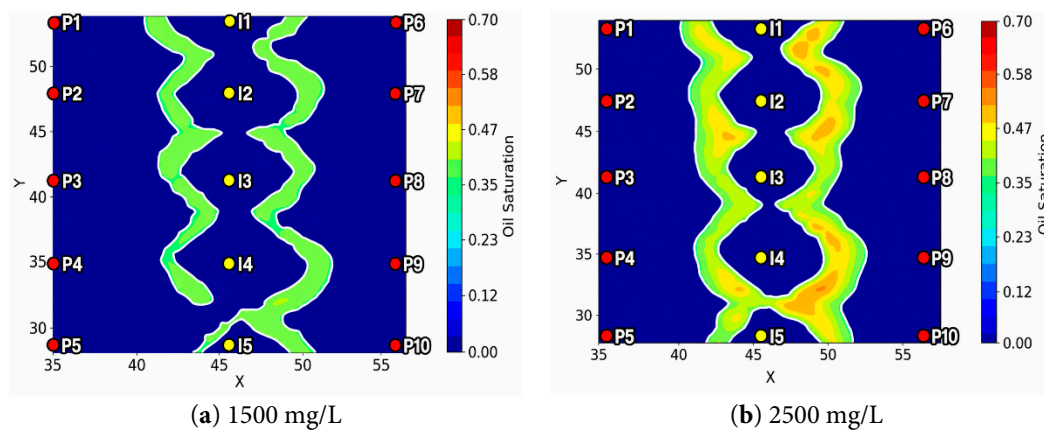 P1 I1 P6
P2 I2 P7
P3 I3 P8
P4 I4 P9
P5 I5 P10
50
45
40
35
30
Y
35 40 45 50 55
X
0.70
0.58
0.47
0.35
0.23
0.12
0.00
Oil Saturation
(a) 1500 mg/L
P1 I1 P6
P2 I2 P7
P3 I3 P8
P4 I4 P9
P5 I5 P10
50
45
40
35
30
Y
35 40 45 50 55
X
0.70
0.58
0.47
0.35
0.23
0.12
0.00
Oil Saturation
(b) 2500 mg/L